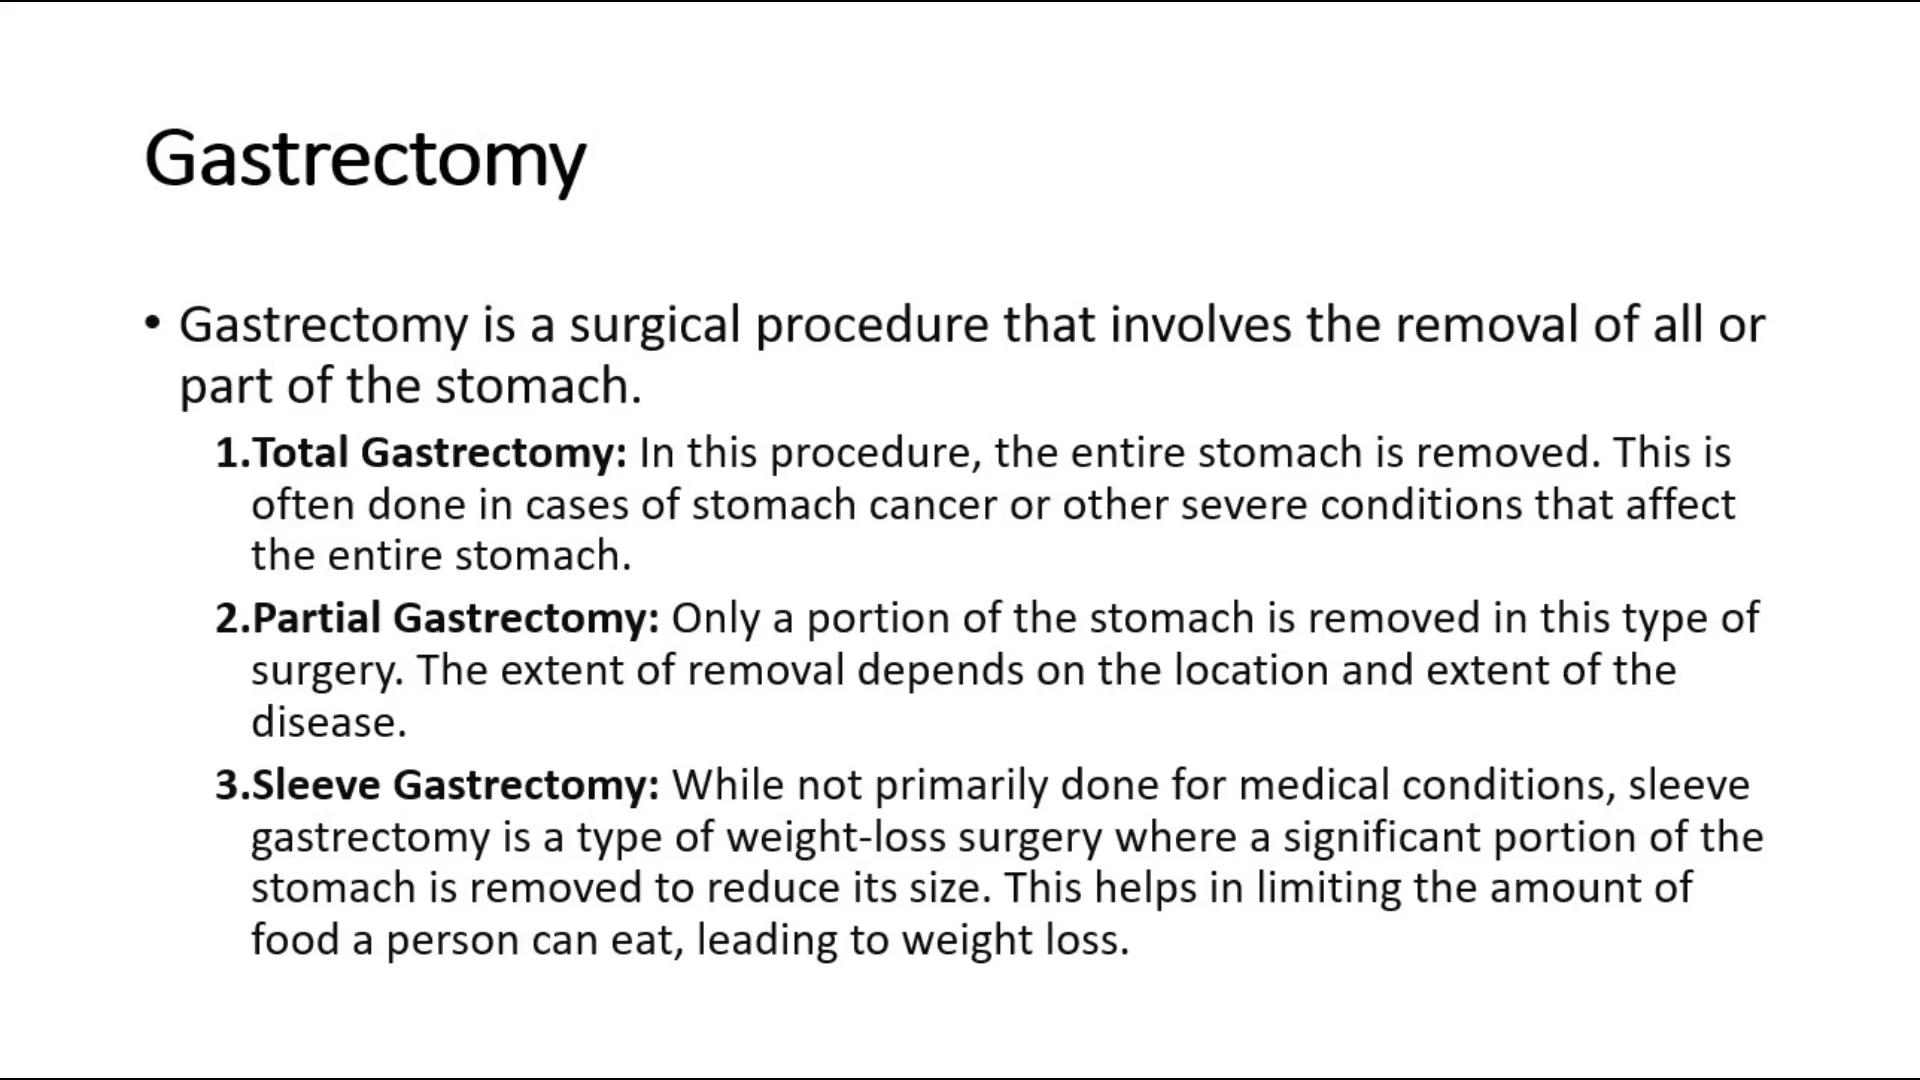 Gastrectomy
• Gastrectomy is a surgical procedure that involves the removal of all or
part of the stomach.
1.Total Gastrectomy: In this procedure, the entire stomach is removed. This is
often done in cases of stomach cancer or other severe conditions that affect
the entire stomach.
2.Partial Gastrectomy: Only a portion of the stomach is removed in this type of
surgery. The extent of removal depends on the location and extent of the
disease.
3.Sleeve Gastrectomy: While not primarily done for medical conditions, sleeve
gastrectomy is a type of weight-loss surgery where a significant portion of the
stomach is removed to reduce its size. This helps in limiting the amount of
food a person can eat, leading to weight loss.